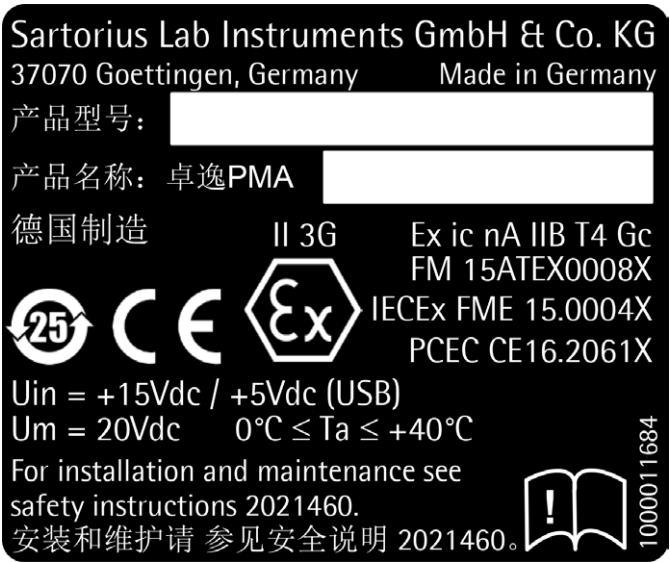 Sartorius Lab Instruments GmbH & Co. KG
37070 Goettingen, Germany Made in Germany
产品型号：
产品名称：卓逸PMA
德国制造
II 3G
Ex ic nA IIB T4 Gc
FM 15ATEX0008X
IECEx FME 15.0004X
PCEC CE16.2061X
25
CE
Ex
Uin = +15Vdc / +5Vdc (USB)
Um = 20Vdc 0°C ≤ Ta ≤ +40°C
For installation and maintenance see
safety instructions 2021460.
安装和维护请 参见安全说明 2021460。
!
1000011684